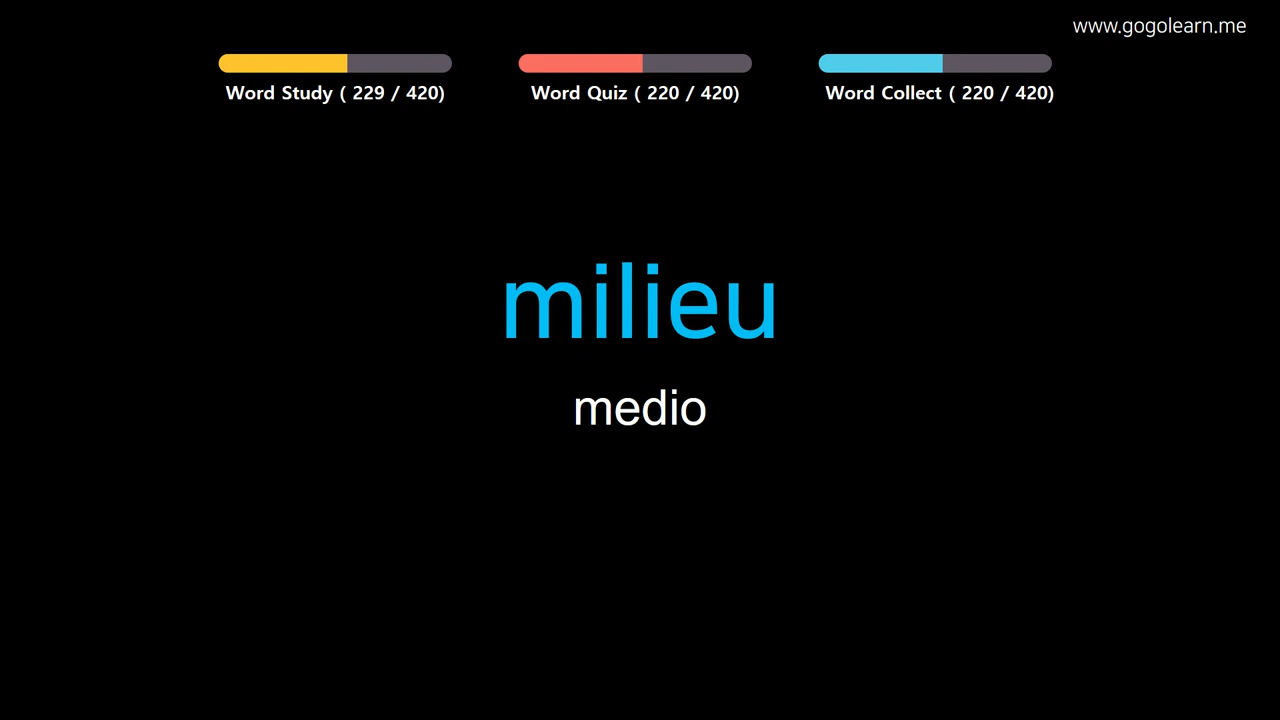 www.gogolearn.me
Word Study ( 229 / 420)
Word Quiz ( 220 / 420)
Word Collect ( 220 / 420)
milieu
medio